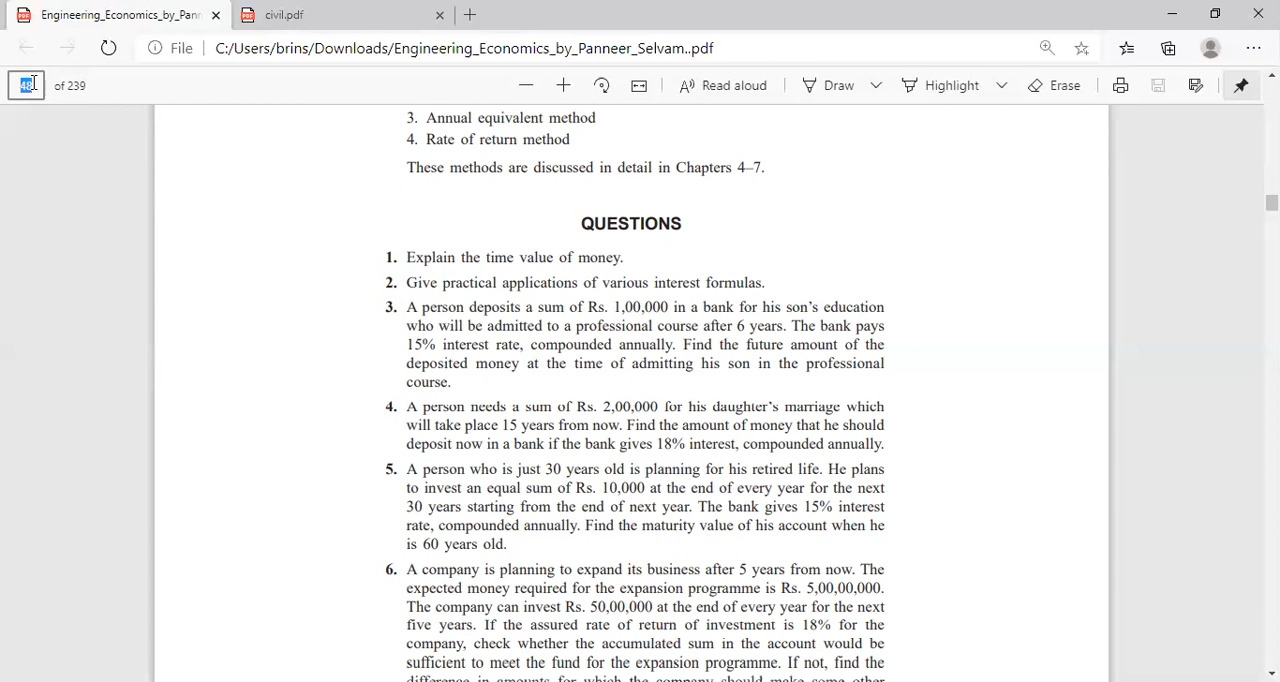 Engineering_Economics_by_Pann
civil.pdf
File
C:/Users/brins/Downloads/Engineering_Economics_by_Panneer_Selvam..pdf
of 239
Read aloud
Draw
Highlight
Erase
3. Annual equivalent method
4. Rate of return method
These methods are discussed in detail in Chapters 4–7.
QUESTIONS
1. Explain the time value of money.
2. Give practical applications of various interest formulas.
3. A person deposits a sum of Rs. 1,00,000 in a bank for his son's education
who will be admitted to a professional course after 6 years. The bank pays
15% interest rate, compounded annually. Find the future amount of the
deposited money at the time of admitting his son in the professional
course.
4. A person needs a sum of Rs. 2,00,000 for his daughter's marriage which
will take place 15 years from now. Find the amount of money that he should
deposit now in a bank if the bank gives 18% interest, compounded annually.
5. A person who is just 30 years old is planning for his retired life. He plans
to invest an equal sum of Rs. 10,000 at the end of every year for the next
30 years starting from the end of next year. The bank gives 15% interest
rate, compounded annually. Find the maturity value of his account when he
is 60 years old.
6. A company is planning to expand its business after 5 years from now. The
expected money required for the expansion programme is Rs. 5,00,00,000.
The company can invest Rs. 50,00,000 at the end of every year for the next
five years. If the assured rate of return of investment is 18% for the
company, check whether the accumulated sum in the account would be
sufficient to meet the fund for the expansion programme. If not, find the
difference in amounts for which the company should make some other